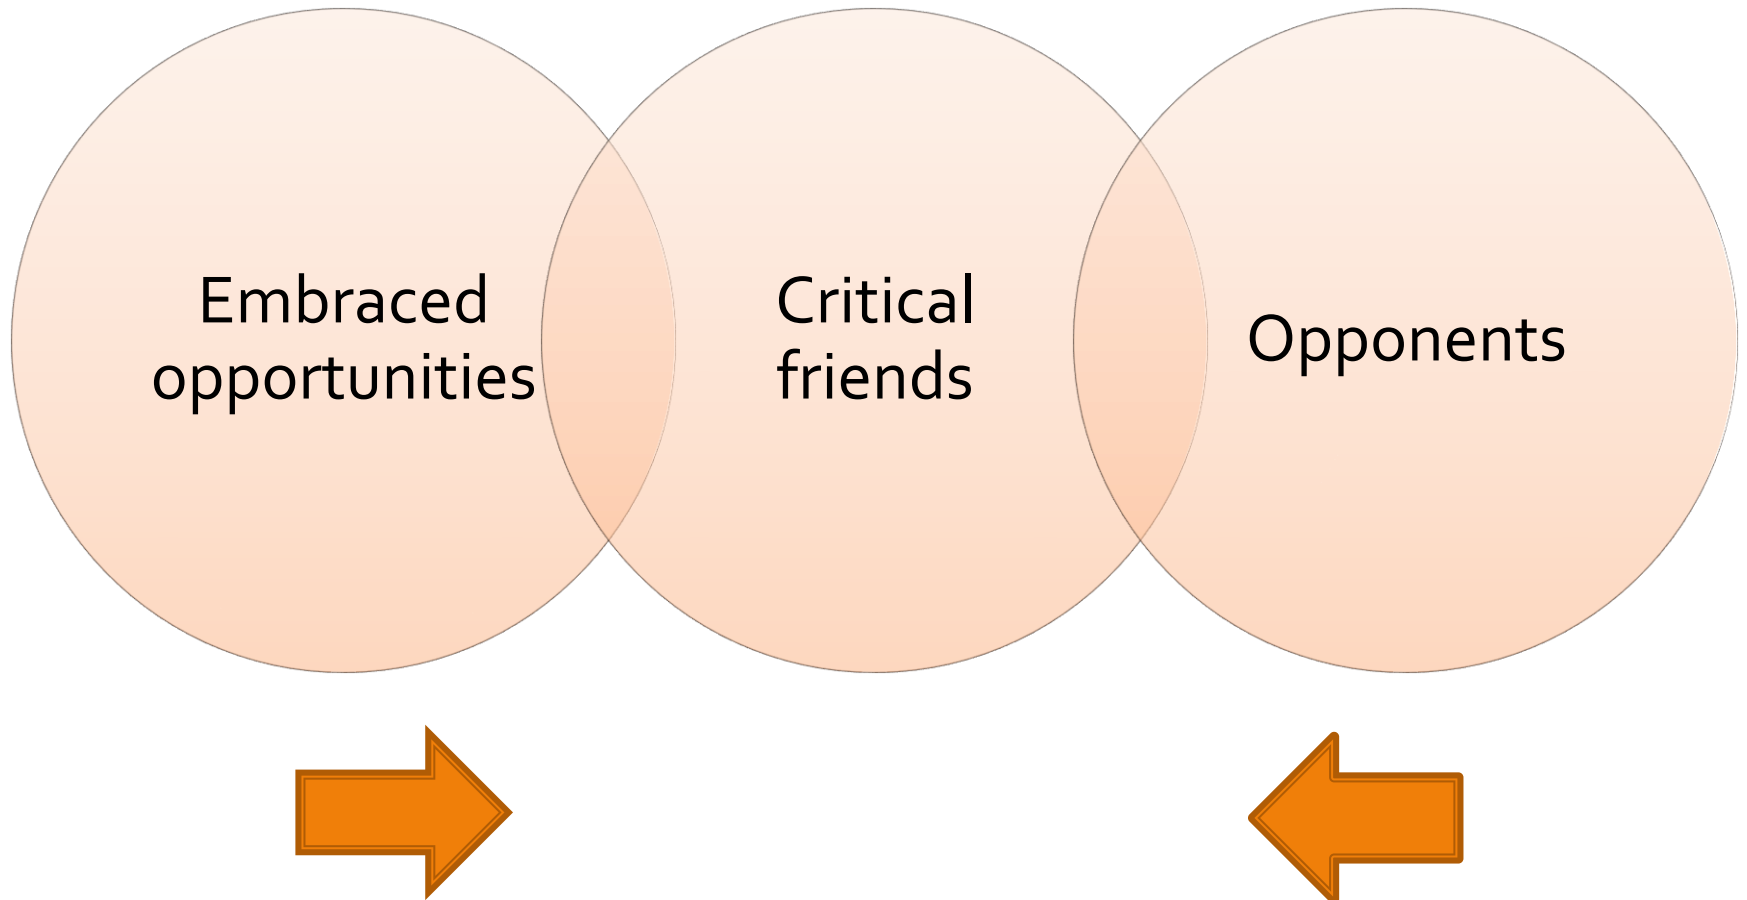 Embraced
opportunities
Critical
friends
Opponents